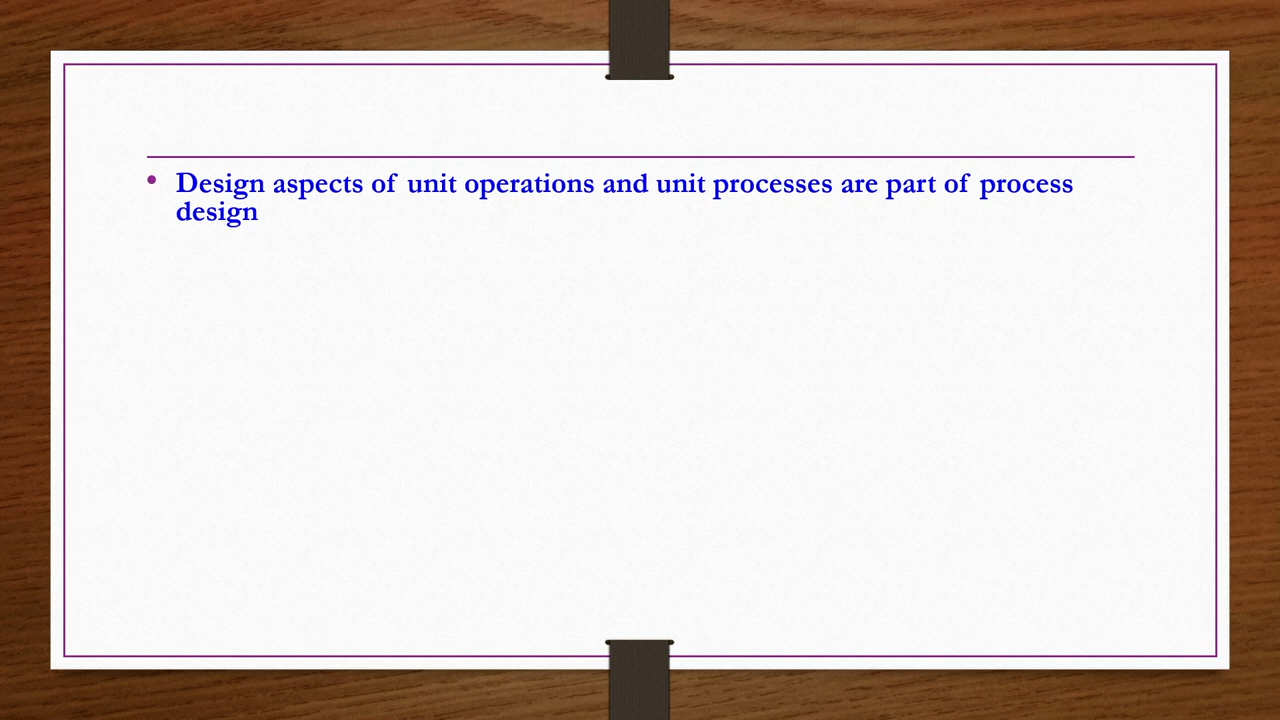 • Design aspects of unit operations and unit processes are part of process
design